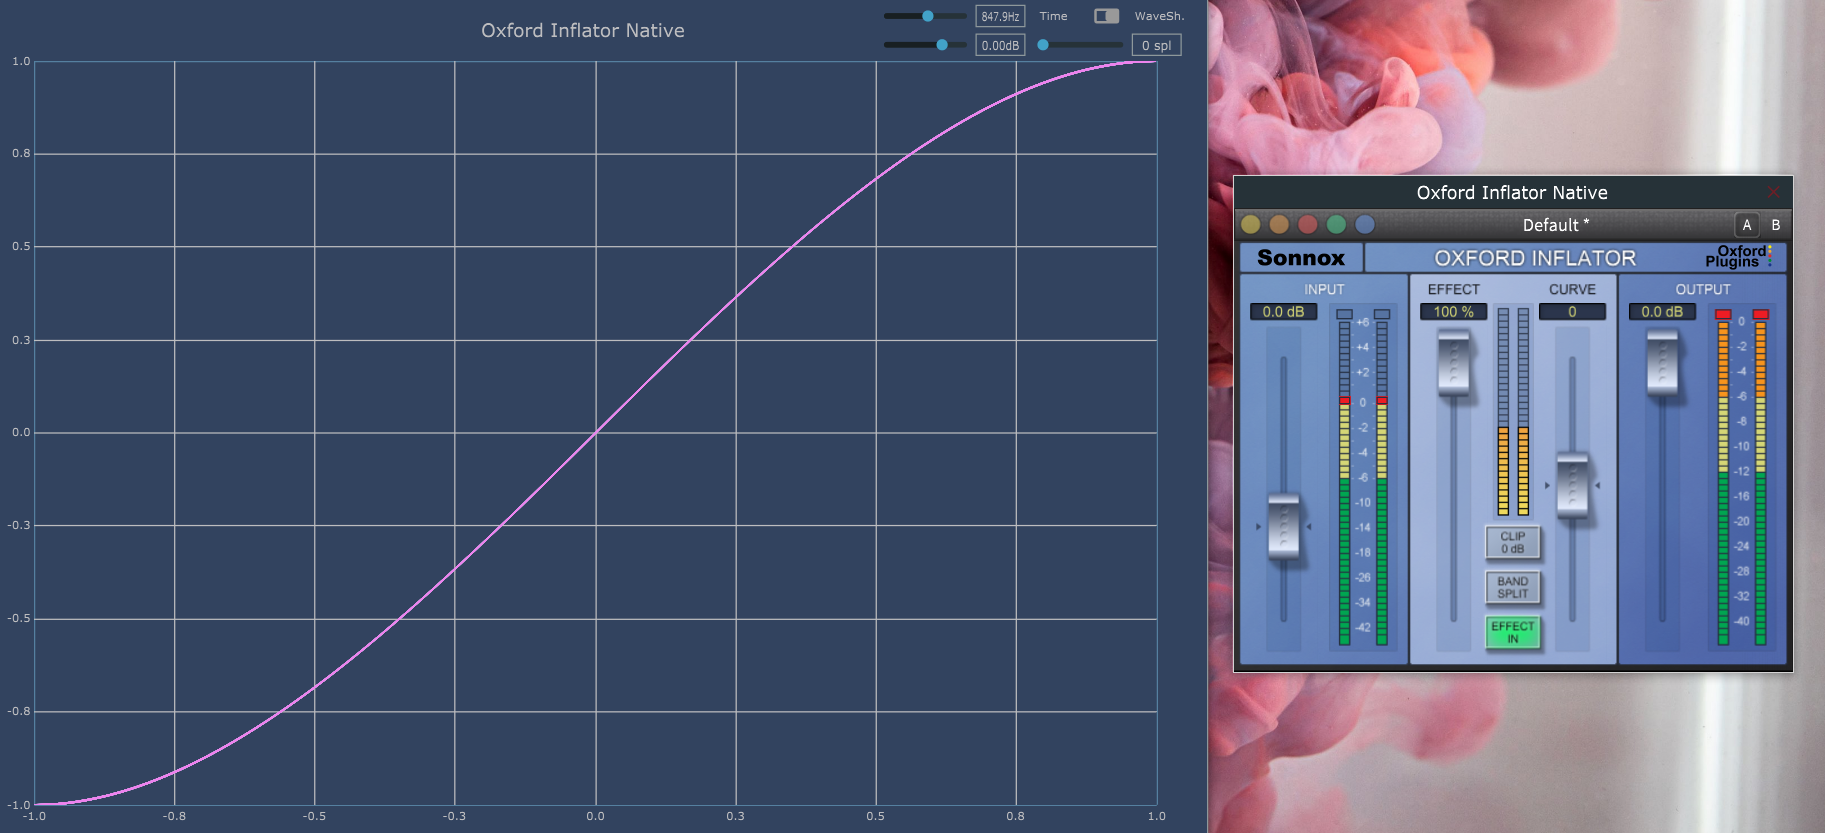 Oxford Inflator Native
847.9Hz
Time
WaveSh.
0.00dB
0 spl
1.0
0.8
0.5
0.3
0.0
-0.3
-0.5
-0.8
-1.0
-1.0
-0.8
-0.5
-0.3
0.0
0.3
0.5
0.8
1.0
Oxford Inflator Native
Default *
A
B
Sonnox
OXFORD INFLATOR
Oxford
Plugins
INPUT
0.0 dB
+6
+4
+2
0
-2
-4
-6
-10
-14
-18
-26
-34
-42
EFFECT
100 %
CURVE
0
CLIP
0 dB
BAND
SPLIT
EFFECT
IN
OUTPUT
0.0 dB
0
-2
-4
-6
-8
-10
-12
-16
-20
-24
-28
-32
-40